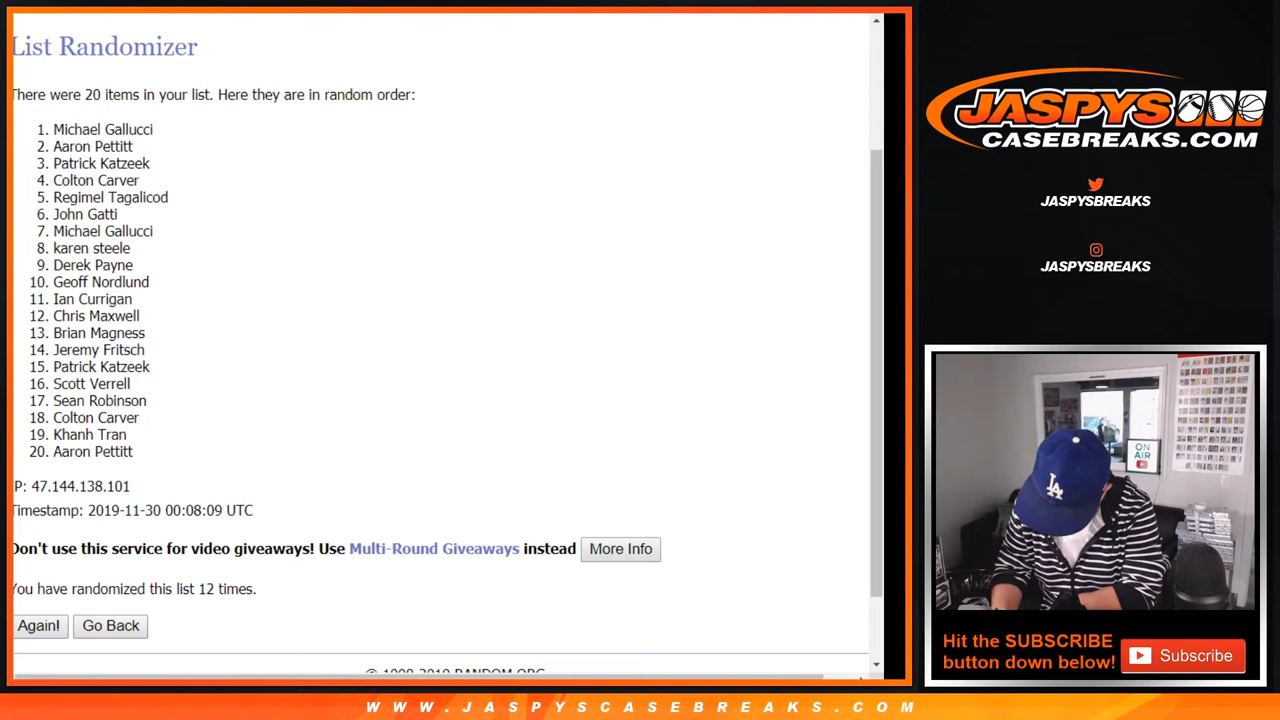 List Randomizer
There were 20 items in your list. Here they are in random order:
1. Michael Gallucci
2. Aaron Pettitt
3. Patrick Katzeek
4. Colton Carver
5. Regimel Tagalicod
6. John Gatti
7. Michael Gallucci
8. karen steele
9. Derek Payne
10. Geoff Nordlund
11. Ian Currigan
12. Chris Maxwell
13. Brian Magness
14. Jeremy Fritsch
15. Patrick Katzeek
16. Scott Verrell
17. Sean Robinson
18. Colton Carver
19. Khanh Tran
20. Aaron Pettitt
IP: 47.144.138.101
Timestamp: 2019-11-30 00:08:09 UTC
Don't use this service for video giveaways! Use Multi-Round Giveaways instead More Info
You have randomized this list 12 times.
Again! Go Back
© 1998-2019 RANDOM.ORG
JASPYS
CASEBREAKS.COM
JASPYSBREAKS
JASPYSBREAKS
ON
AIR
LA
Hit the SUBSCRIBE
button down below!
Subscribe
WWW.JASPYSCASEBREAKS.COM